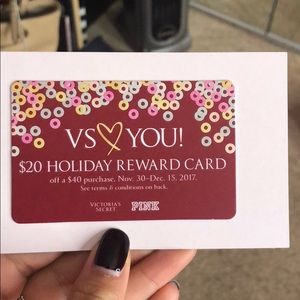 VS YOU!
$20 HOLIDAY REWARD CARD
off a $40 purchase. Nov. 30–Dec. 15, 2017.
See terms & conditions on back.
VICTORIA'S SECRET PINK